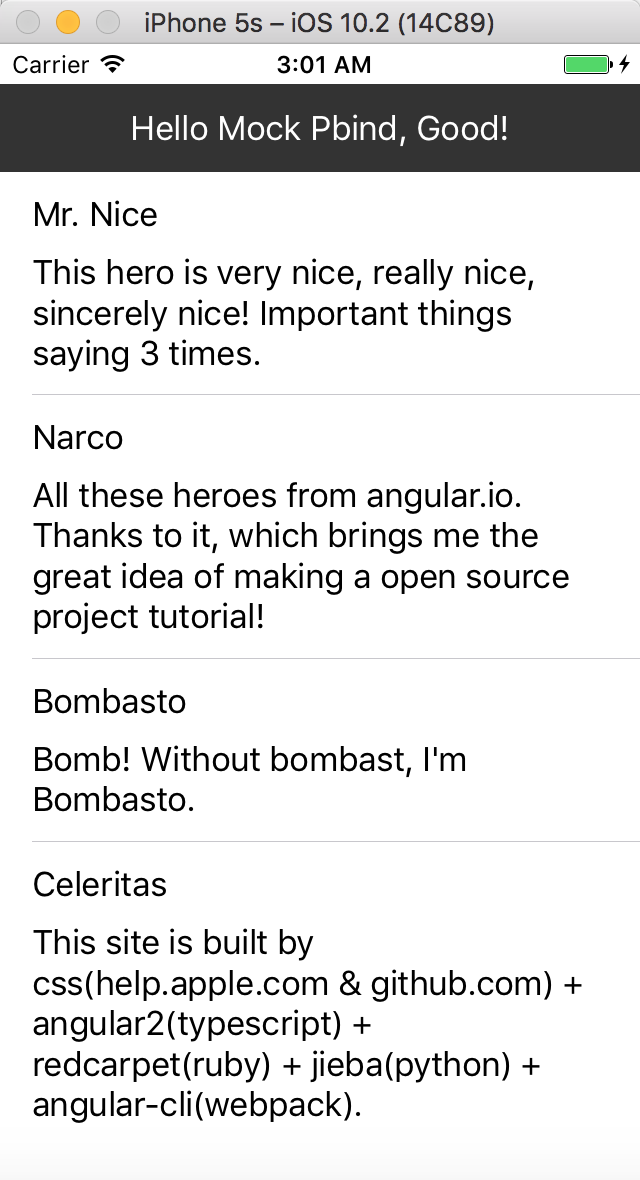 iPhone 5s – iOS 10.2 (14C89)
Carrier 3:01 AM
Hello Mock Pbind, Good!
Mr. Nice
This hero is very nice, really nice,
sincerely nice! Important things
saying 3 times.
Narco
All these heroes from angular.io.
Thanks to it, which brings me the
great idea of making a open source
project tutorial!
Bombasto
Bomb! Without bombast, I'm
Bombasto.
Celeritas
This site is built by
css(help.apple.com & github.com) +
angular2(typescript) +
redcarpet(ruby) + jieba(python) +
angular-cli(webpack).